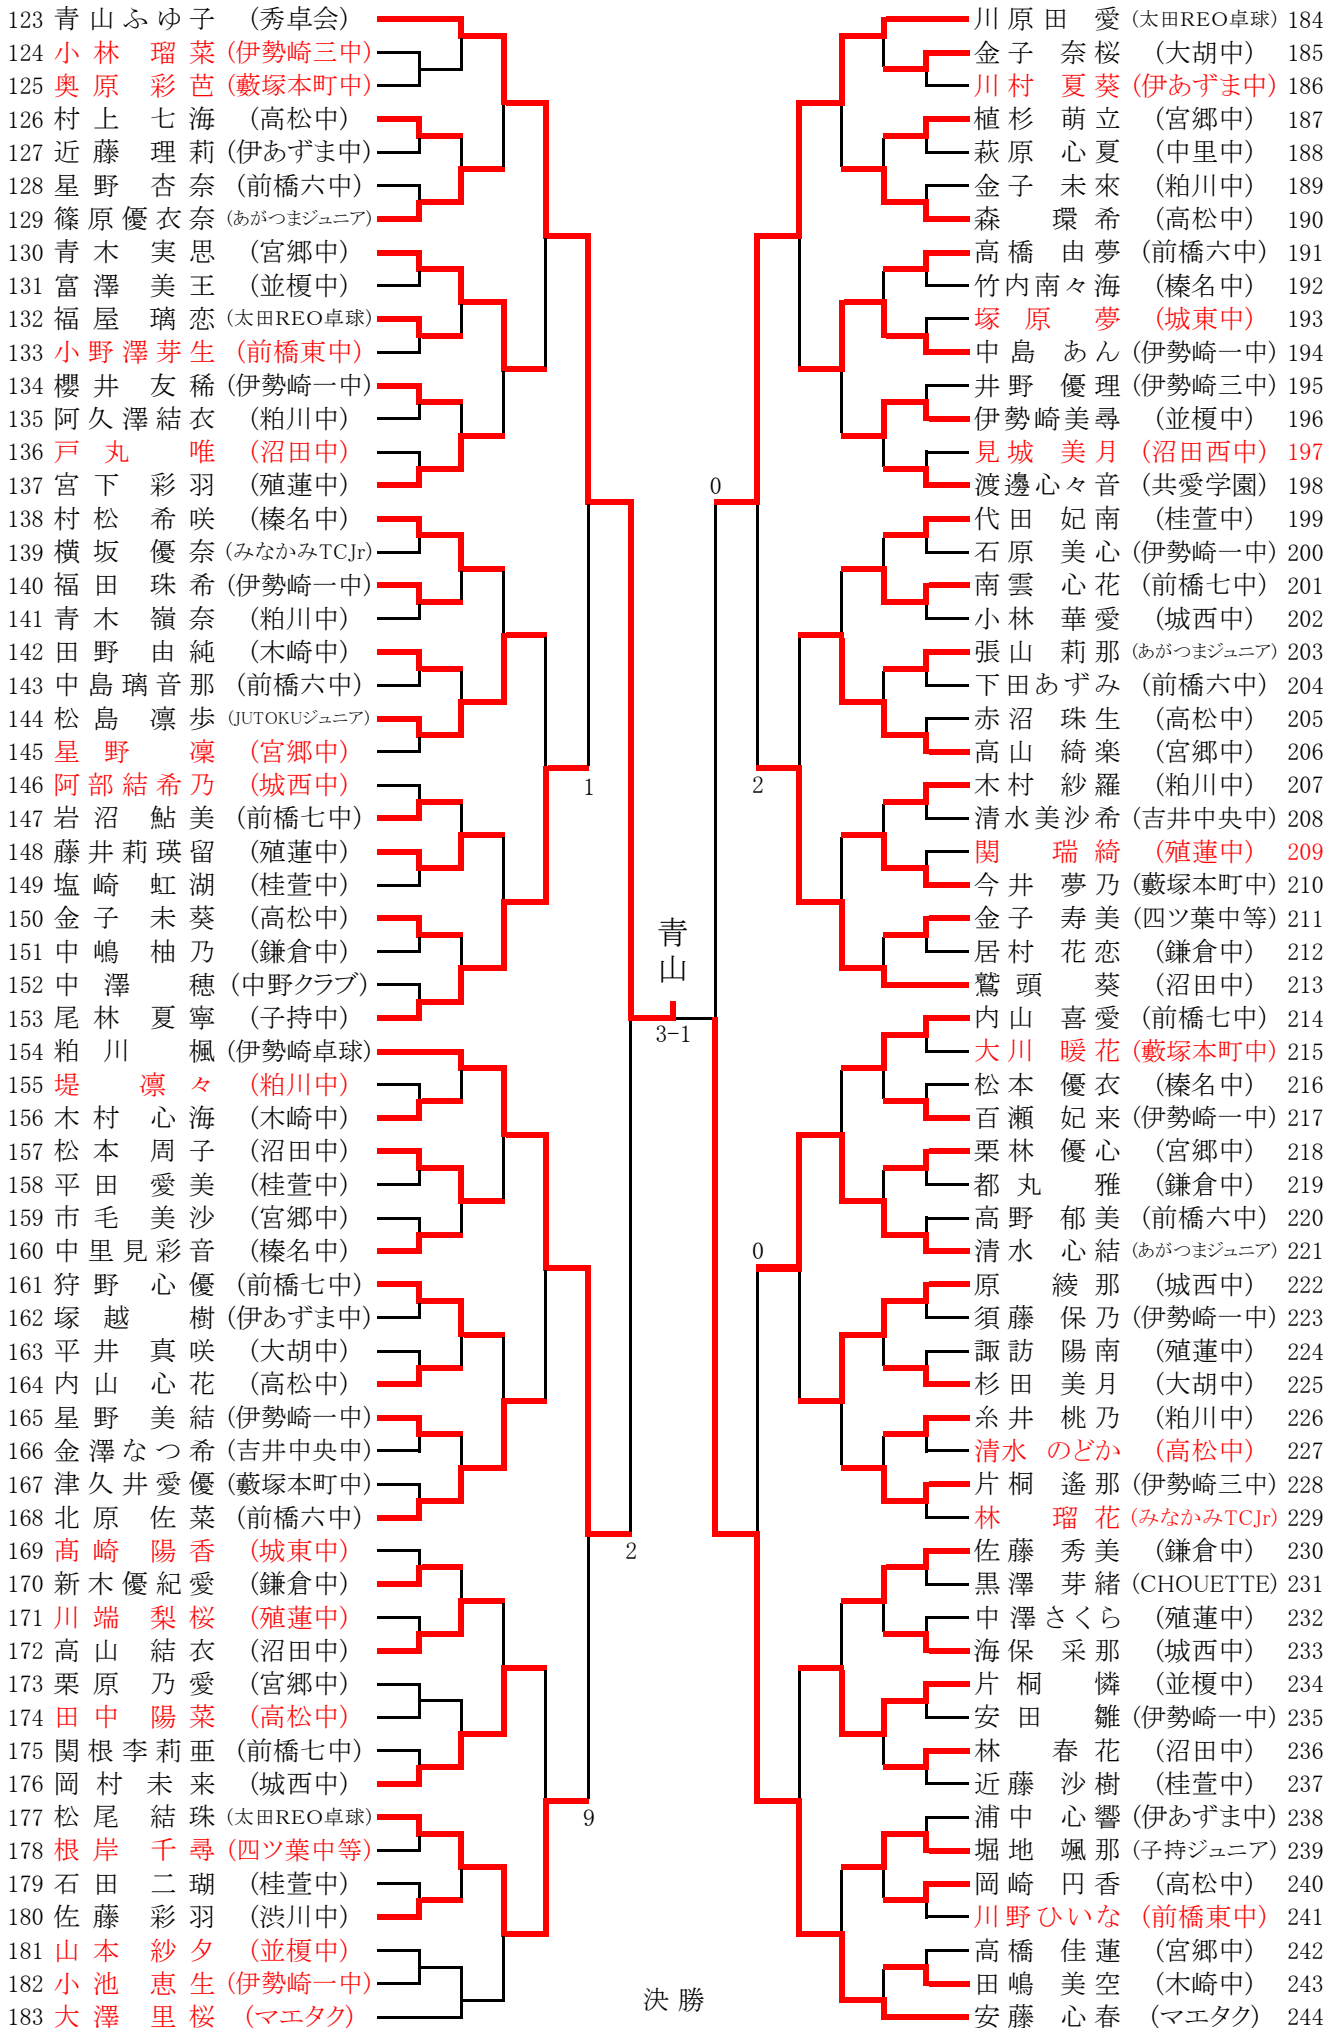 123 青山ふゆ子 (秀卓会)
124 小林 瑠菜 (伊勢崎三中)
125 奥原 彩芭 (藪塚本町中)
126 村上 七海 (高松中)
127 近藤 理莉 (伊あずま中)
128 星野 杏奈 (前橋六中)
129 篠原優衣奈 (あがつまジュニア)
130 青木 実思 (宮郷中)
131 富澤 美王 (並榎中)
132 福屋 璃恋 (太田REO卓球)
133 小野澤芽生 (前橋東中)
134 櫻井 友稀 (伊勢崎一中)
135 阿久澤結衣 (粕川中)
136 戸丸 唯 (沼田中)
137 宮下 彩羽 (殖蓮中)
138 村松 希咲 (榛名中)
139 横坂 優奈 (みなかみTCJr)
140 福田 珠希 (伊勢崎一中)
141 青木 嶺奈 (粕川中)
142 田野 由純 (木崎中)
143 中島璃音那 (前橋六中)
144 松島 凛歩 (JUTOKUジュニア)
145 星野 凜 (宮郷中)
146 阿部結希乃 (城西中)
147 岩沼 鮎美 (前橋七中)
148 藤井莉瑛留 (殖蓮中)
149 塩崎 虹湖 (桂萱中)
150 金子 未葵 (高松中)
151 中嶋 柚乃 (鎌倉中)
152 中澤 穂 (中野クラブ)
153 尾林 夏寧 (子持中)
154 粕川 楓 (伊勢崎卓球)
155 堤 凛々 (粕川中)
156 木村 心海 (木崎中)
157 松本 周子 (沼田中)
158 平田 愛美 (桂萱中)
159 市毛 美沙 (宮郷中)
160 中里見彩音 (榛名中)
161 狩野 心優 (前橋七中)
162 塚越 樹 (伊あずま中)
163 平井 真咲 (大胡中)
164 内山 心花 (高松中)
165 星野 美結 (伊勢崎一中)
166 金澤なつ希 (吉井中央中)
167 津久井愛優 (藪塚本町中)
168 北原 佐菜 (前橋六中)
169 髙崎 陽香 (城東中)
170 新木優紀愛 (鎌倉中)
171 川端 梨桜 (殖蓮中)
172 高山 結衣 (沼田中)
173 栗原 乃愛 (宮郷中)
174 田中 陽菜 (高松中)
175 関根李莉亜 (前橋七中)
176 岡村 未来 (城西中)
177 松尾 結珠 (太田REO卓球)
178 根岸 千尋 (四ツ葉中等)
179 石田 二瑚 (桂萱中)
180 佐藤 彩羽 (渋川中)
181 山本 紗夕 (並榎中)
182 小池 恵生 (伊勢崎一中)
183 大澤 里桜 (マエタク)
1
9
2
青山
3-1
決勝
0
2
0
川原田 愛 (太田REO卓球) 184
金子 奈桜 (大胡中) 185
川村 夏葵 (伊あずま中) 186
植杉 萌立 (宮郷中) 187
萩原 心夏 (中里中) 188
金子 未來 (粕川中) 189
森 環希 (高松中) 190
高橋 由夢 (前橋六中) 191
竹内南々海 (榛名中) 192
塚原 夢 (城東中) 193
中島 あん (伊勢崎一中) 194
井野 優理 (伊勢崎三中) 195
伊勢崎美尋 (並榎中) 196
見城 美月 (沼田西中) 197
渡邊心々音 (共愛学園) 198
代田 妃南 (桂萱中) 199
石原 美心 (伊勢崎一中) 200
南雲 心花 (前橋七中) 201
小林 華愛 (城西中) 202
張山 莉那 (あがつまジュニア) 203
下田あずみ (前橋六中) 204
赤沼 珠生 (高松中) 205
高山 綺楽 (宮郷中) 206
木村 紗羅 (粕川中) 207
清水美沙希 (吉井中央中) 208
関 瑞綺 (殖蓮中) 209
今井 夢乃 (藪塚本町中) 210
金子 寿美 (四ツ葉中等) 211
居村 花恋 (鎌倉中) 212
鷲頭 葵 (沼田中) 213
内山 喜愛 (前橋七中) 214
大川 暖花 (藪塚本町中) 215
松本 優衣 (榛名中) 216
百瀬 妃来 (伊勢崎一中) 217
栗林 優心 (宮郷中) 218
都丸 雅 (鎌倉中) 219
高野 郁美 (前橋六中) 220
清水 心結 (あがつまジュニア) 221
原 綾那 (城西中) 222
須藤 保乃 (伊勢崎一中) 223
諏訪 陽南 (殖蓮中) 224
杉田 美月 (大胡中) 225
糸井 桃乃 (粕川中) 226
清水 のどか (高松中) 227
片桐 遙那 (伊勢崎三中) 228
林 瑠花 (みなかみTCJr) 229
佐藤 秀美 (鎌倉中) 230
黒澤 芽緒 (CHOUETTE) 231
中澤さくら (殖蓮中) 232
海保 采那 (城西中) 233
片桐 憐 (並榎中) 234
安田 雛 (伊勢崎一中) 235
林 春花 (沼田中) 236
近藤 沙樹 (桂萱中) 237
浦中 心響 (伊あずま中) 238
堀地 颯那 (子持ジュニア) 239
岡崎 円香 (高松中) 240
川野ひいな (前橋東中) 241
高橋 佳蓮 (宮郷中) 242
田嶋 美空 (木崎中) 243
安藤 心春 (マエタク) 244